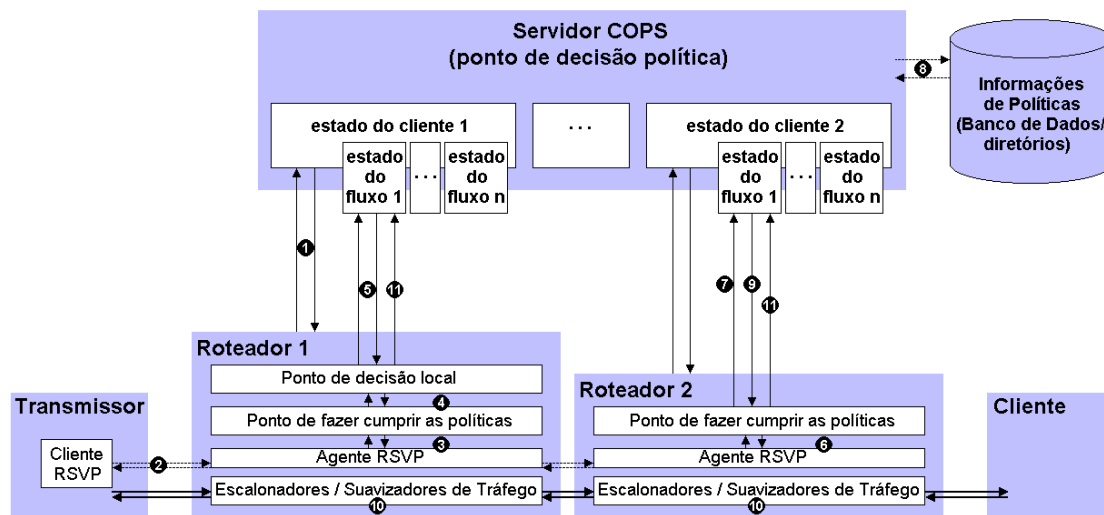 Servidor COPS
(ponto de decisão política)
8
Informações
de Políticas
(Banco de Dados/
diretórios)
estado do cliente 1
...
estado do cliente 2
estado
do
fluxo 1
...
estado
do
fluxo n
estado
do
fluxo 1
...
estado
do
fluxo n
1
5
11
7
9
11
Roteador 1
Ponto de decisão local
4
Ponto de fazer cumprir as políticas
3
Agente RSVP
Escalonadores / Suavizadores de Tráfego
10
Roteador 2
Ponto de fazer cumprir as políticas
6
Agente RSVP
Escalonadores / Suavizadores de Tráfego
10
Transmissor
Cliente
RSVP
2
Cliente